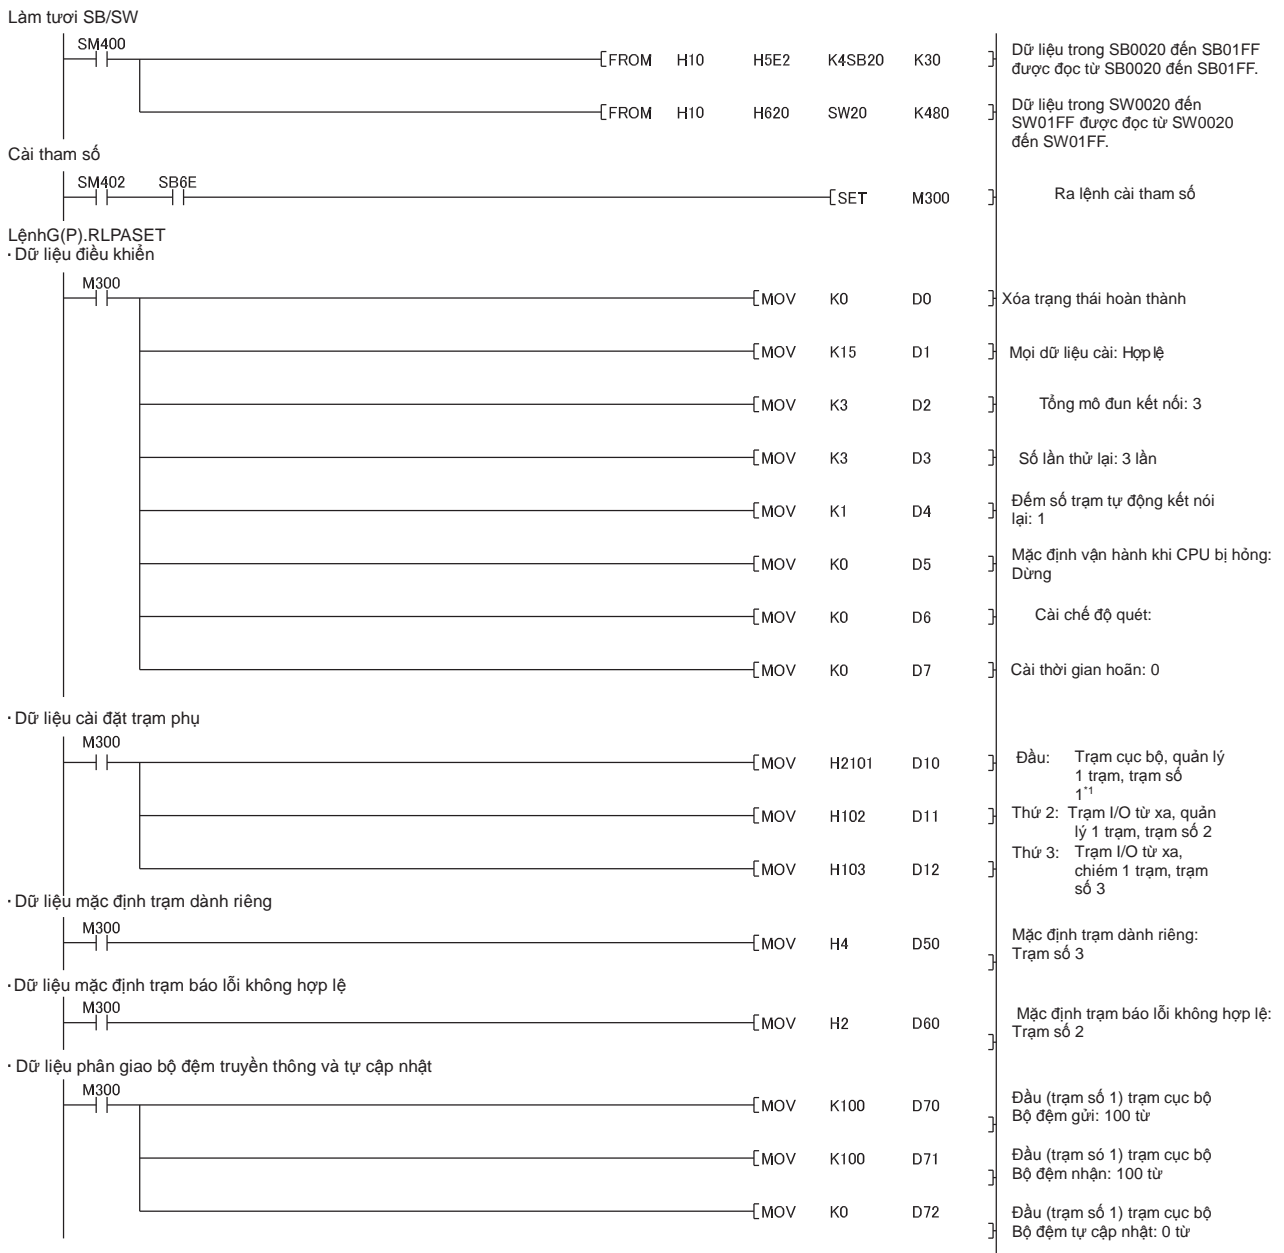 Làm tươi SB/SW
SM400
FROM H10 H5E2 K4SB20 K30
Dữ liệu trong SB0020 đến SB01FF
được đọc từ SB0020 đến SB01FF.
FROM H10 H620 SW20 K480
Dữ liệu trong SW0020 đến
SW01FF được đọc từ SW0020
đến SW01FF.
Cài tham số
SM402 SB6E
SET M300
Ra lệnh cài tham số
LệnhG(P).RLPASET
· Dữ liệu điều khiển
M300
MOV K0 D0
Xóa trạng thái hoàn thành
MOV K15 D1
Mọi dữ liệu cài: Hợp lệ
MOV K3 D2
Tổng mô đun kết nối: 3
MOV K3 D3
Số lần thử lại: 3 lần
MOV K1 D4
Đếm số trạm tự động kết nói
lại: 1
MOV K0 D5
Mặc định vận hành khi CPU bị hỏng:
Dừng
MOV K0 D6
Cài chế độ quét:
MOV K0 D7
Cài thời gian hoãn: 0
· Dữ liệu cài đặt trạm phụ
M300
MOV H2101 D10
Đầu: Trạm cục bộ, quản lý
1 trạm, trạm số
1*1
MOV H102 D11
Thứ 2: Trạm I/O từ xa, quản
lý 1 trạm, trạm số 2
MOV H103 D12
Thứ 3: Trạm I/O từ xa,
chiém 1 trạm, trạm
số 3
· Dữ liệu mặc định trạm dành riêng
M300
MOV H4 D50
Mặc định trạm dành riêng:
Trạm số 3
· Dữ liệu mặc định trạm báo lỗi không hợp lệ
M300
MOV H2 D60
Mặc định trạm báo lỗi không hợp lệ:
Trạm số 2
· Dữ liệu phân giao bộ đệm truyền thông và tự cập nhật
M300
MOV K100 D70
Đầu (trạm số 1) trạm cục bộ
Bộ đệm gửi: 100 từ
MOV K100 D71
Đầu (trạm só 1) trạm cục bộ
Bộ đệm nhận: 100 từ
MOV K0 D72
Đầu (trạm số 1) trạm cục bộ
Bộ đệm tự cập nhật: 0 từ